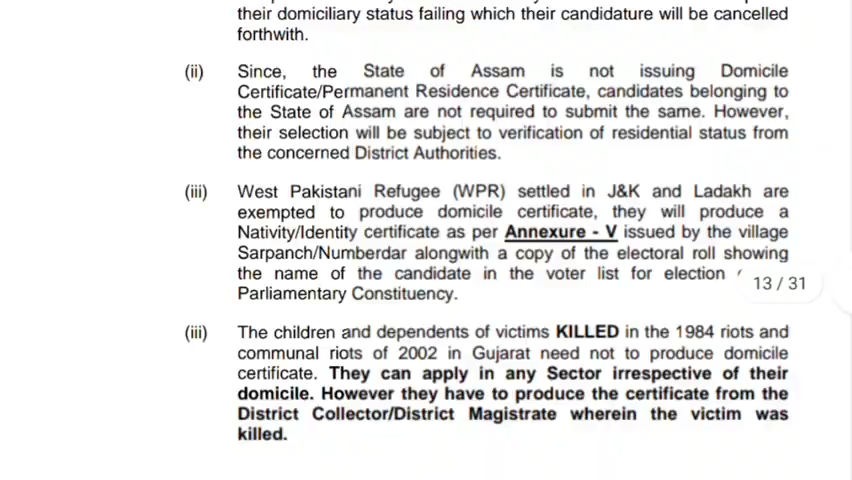 their domiciliary status failing which their candidature will be cancelled
forthwith.
(ii) Since, the State of Assam is not issuing Domicile
Certificate/Permanent Residence Certificate, candidates belonging to
the State of Assam are not required to submit the same. However,
their selection will be subject to verification of residential status from
the concerned District Authorities.
(iii) West Pakistani Refugee (WPR) settled in J&K and Ladakh are
exempted to produce domicile certificate, they will produce a
Nativity/Identity certificate as per Annexure - V issued by the village
Sarpanch/Numberdar alongwith a copy of the electoral roll showing
the name of the candidate in the voter list for election
13 / 31
Parliamentary Constituency.
(iii) The children and dependents of victims KILLED in the 1984 riots and
communal riots of 2002 in Gujarat need not to produce domicile
certificate. They can apply in any Sector irrespective of their
domicile. However they have to produce the certificate from the
District Collector/District Magistrate wherein the victim was
killed.